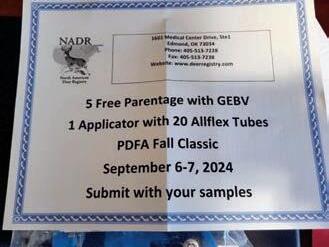 NADR
North American
Deer Registry
1601 Medical Center Drive, Ste1
Edmond, OK 73034
Phone: 405-513-7228
Fax: 405-513-7238
Website: www.deerregistry.com
5 Free Parentage with GEBV
1 Applicator with 20 Allflex Tubes
PDFA Fall Classic
September 6-7, 2024
Submit with your samples